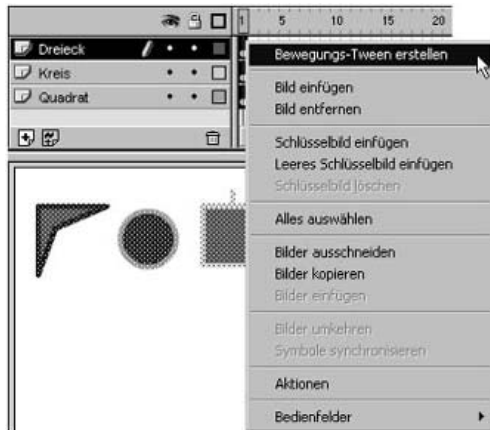 1 5 10 15 20
Dreieck
Kreis
Quadrat
Bewegungs-Tween erstellen
Bild einfügen
Bild entfernen
Schlüsselbild einfügen
Leeres Schlüsselbild einfügen
Schlüsselbild löschen
Alles auswählen
Bilder ausschneiden
Bilder kopieren
Bilder einfügen
Bilder umkehren
Symbole synchronisieren
Aktionen
Bedienfelder